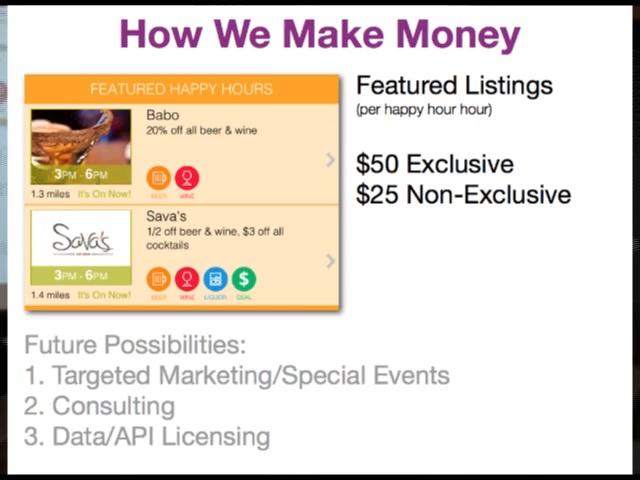 How We Make Money
FEATURED HAPPY HOURS
Babo
20% off all beer & wine
3PM - 6PM
1.3 miles It's On Now!
BEER WINE
Sava's
1/2 off beer & wine, $3 off all
cocktails
Sava's
3PM - 6PM
1.4 miles It's On Now!
BEER WINE LIQUOR DEAL
$
Featured Listings
(per happy hour hour)
$50 Exclusive
$25 Non-Exclusive
Future Possibilities:
1. Targeted Marketing/Special Events
2. Consulting
3. Data/API Licensing